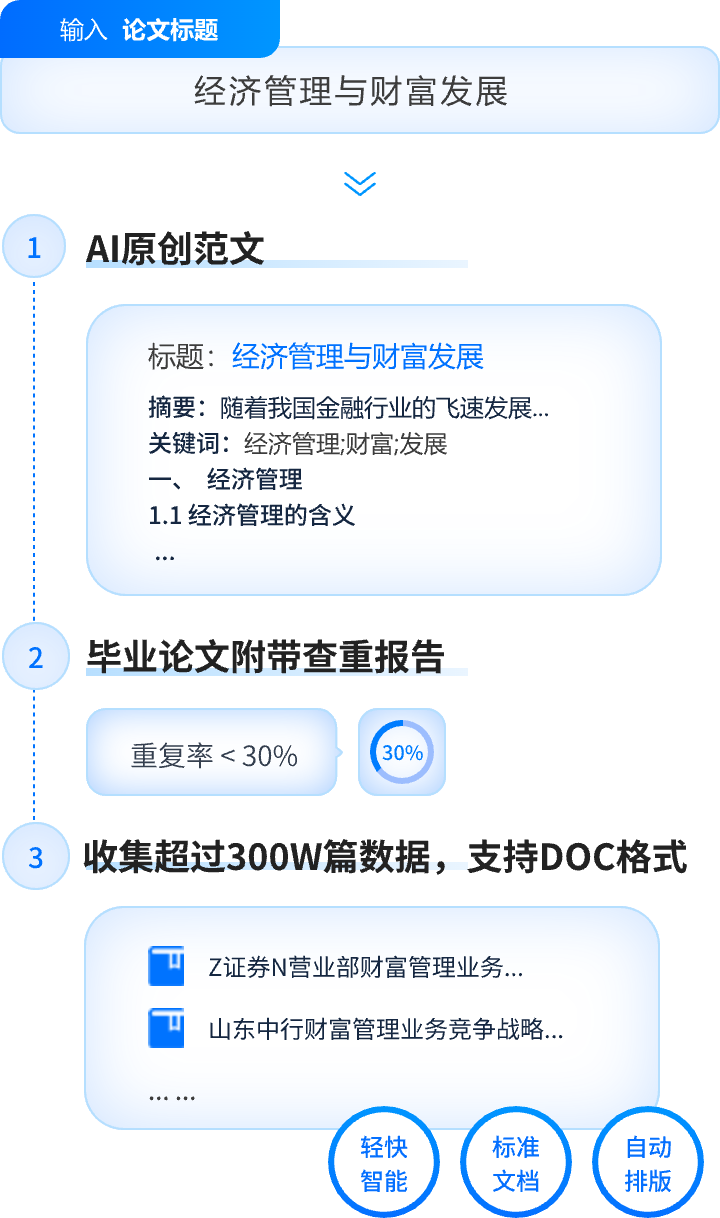 输入 论文标题
经济管理与财富发展
1 AI原创范文
标题：经济管理与财富发展
摘要：随着我国金融行业的飞速发展...
关键词：经济管理;财富;发展
一、 经济管理
1.1 经济管理的含义
...
2 毕业论文附带查重报告
重复率 < 30% 30%
3 收集超过300W篇数据，支持DOC格式
Z证券N营业部财富管理业务...
山东中行财富管理业务竞争战略...
... ...
轻快
智能
标准
文档
自动
排版